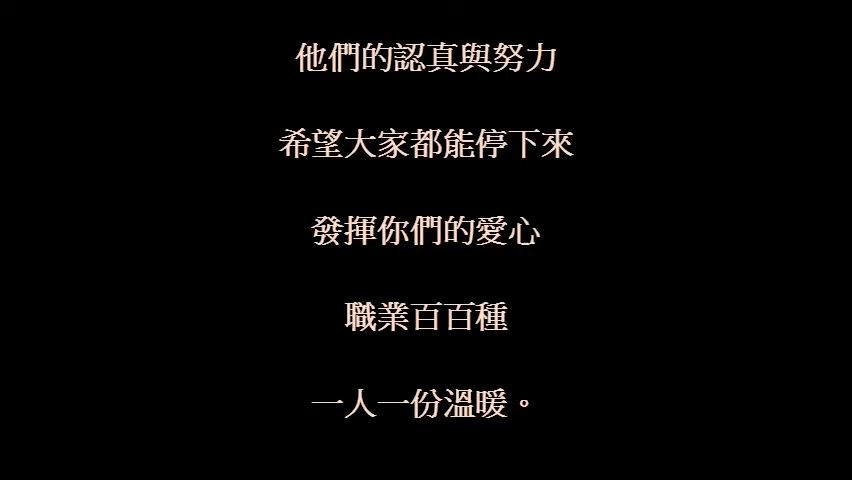 他們的認真與努力
希望大家都能停下來
發揮你們的愛心
職業百百種
一人一份溫暖。